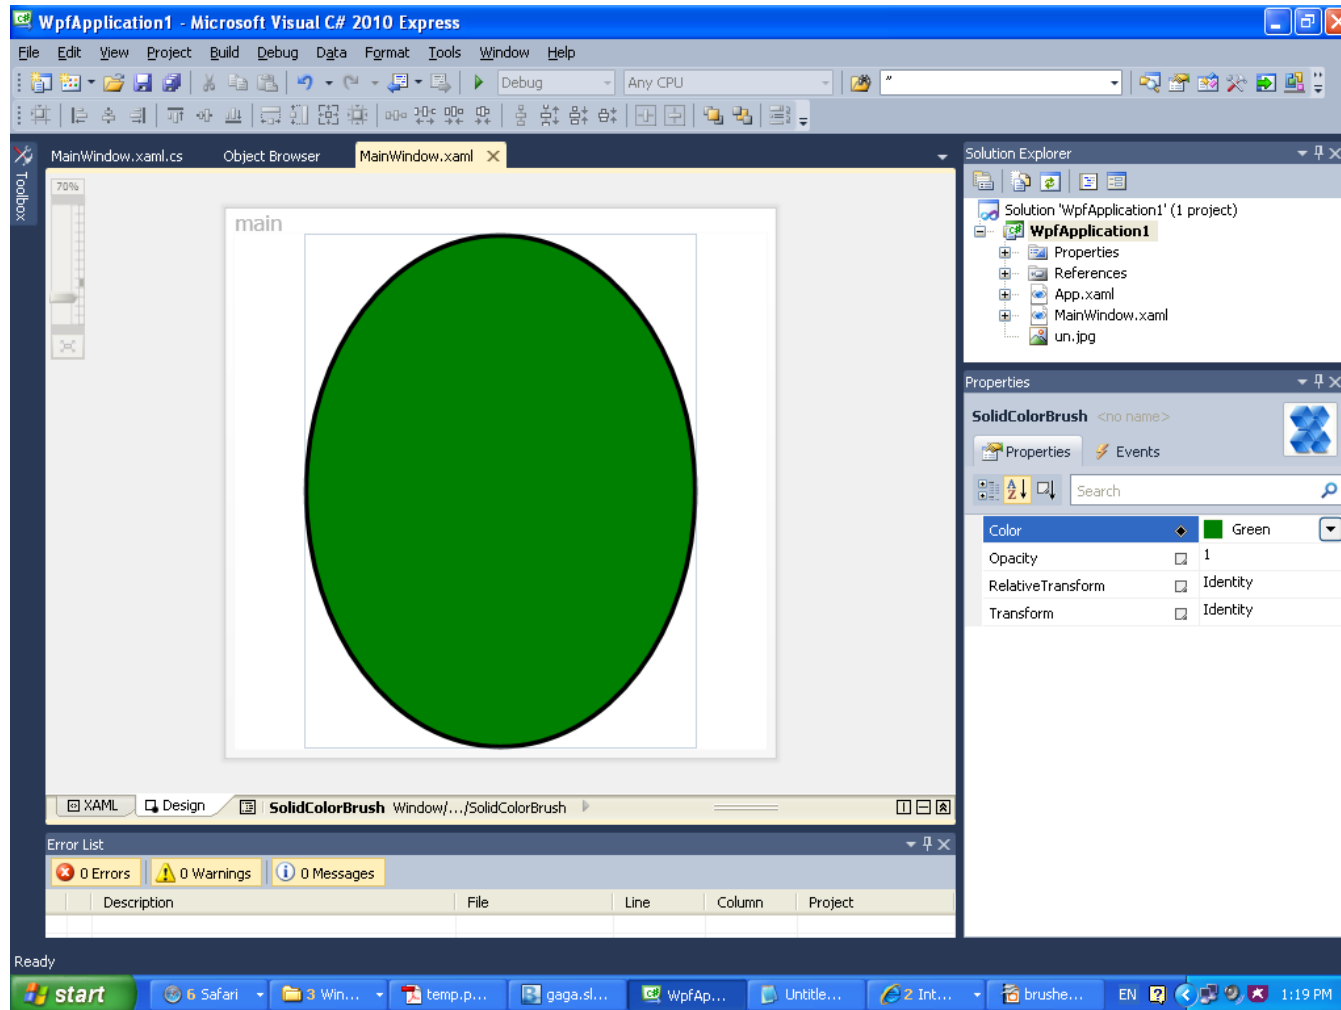 WpfApplication1 - Microsoft Visual C# 2010 Express
File Edit View Project Build Debug Data Format Tools Window Help
Debug Any CPU "
Toolbox
MainWindow.xaml.cs Object Browser MainWindow.xaml
70%
main
XAML Design SolidColorBrush Window/.../SolidColorBrush
Error List
0 Errors 0 Warnings 0 Messages
Description File Line Column Project
Solution Explorer
Solution 'WpfApplication1' (1 project)
WpfApplication1
Properties
References
App.xaml
MainWindow.xaml
un.jpg
Properties
SolidColorBrush <no name>
Properties Events
Search
Color Green
Opacity 1
RelativeTransform Identity
Transform Identity
Ready
start 6 Safari 3 Win... temp.p... gaga.sl... WpfAp... Untitle... 2 Int... brushe... EN 1:19 PM